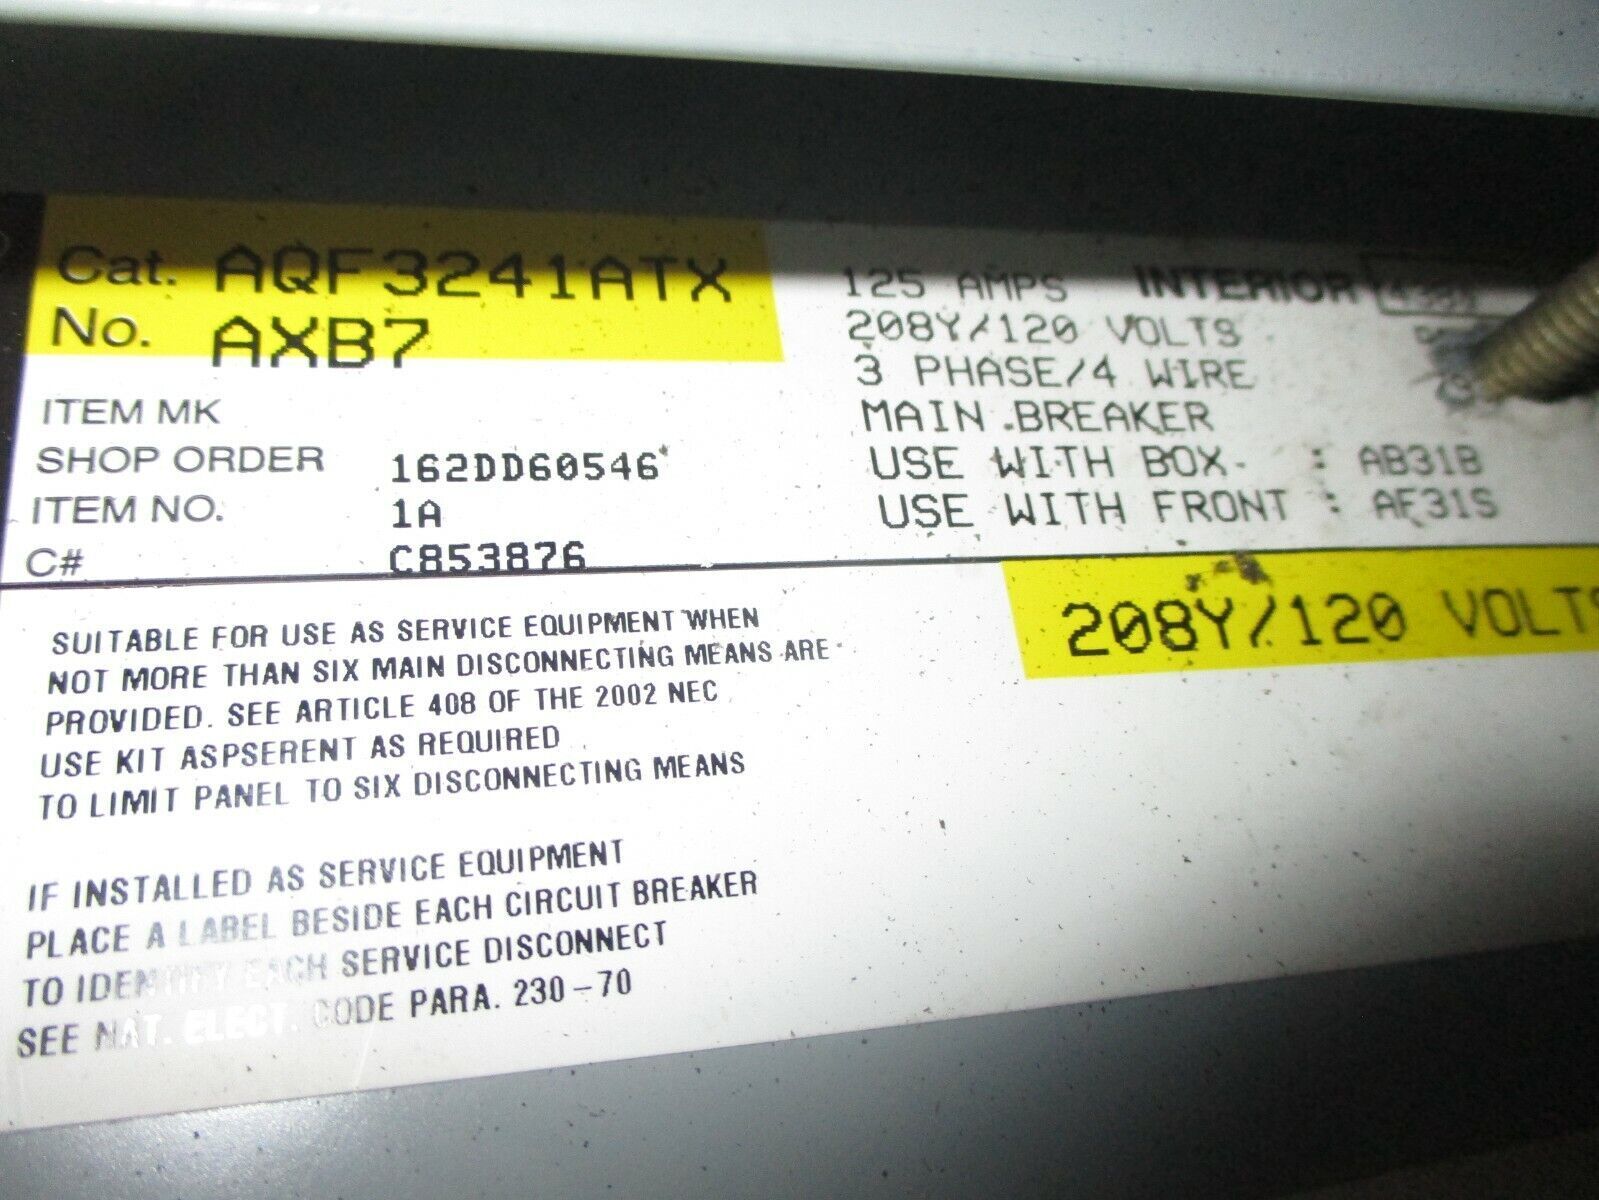 Cat. AQF3241ATX
No. AXB7
ITEM MK
SHOP ORDER 162DD60546
ITEM NO. 1A
C# C853876
125 AMPS INTERIOR
208Y/120 VOLTS
3 PHASE/4 WIRE
MAIN BREAKER
USE WITH BOX : AB31B
USE WITH FRONT : AF31S
208Y/120 VOLTS
SUITABLE FOR USE AS SERVICE EQUIPMENT WHEN
NOT MORE THAN SIX MAIN DISCONNECTING MEANS ARE
PROVIDED. SEE ARTICLE 408 OF THE 2002 NEC
USE KIT ASPSERENT AS REQUIRED
TO LIMIT PANEL TO SIX DISCONNECTING MEANS
IF INSTALLED AS SERVICE EQUIPMENT
PLACE A LABEL BESIDE EACH CIRCUIT BREAKER
TO IDENTIFY EACH SERVICE DISCONNECT
SEE NAT. ELECT. CODE PARA. 230-70